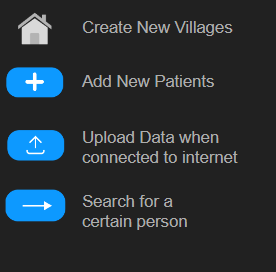 Create New Villages
Add New Patients
Upload Data when
connected to internet
Search for a
certain person